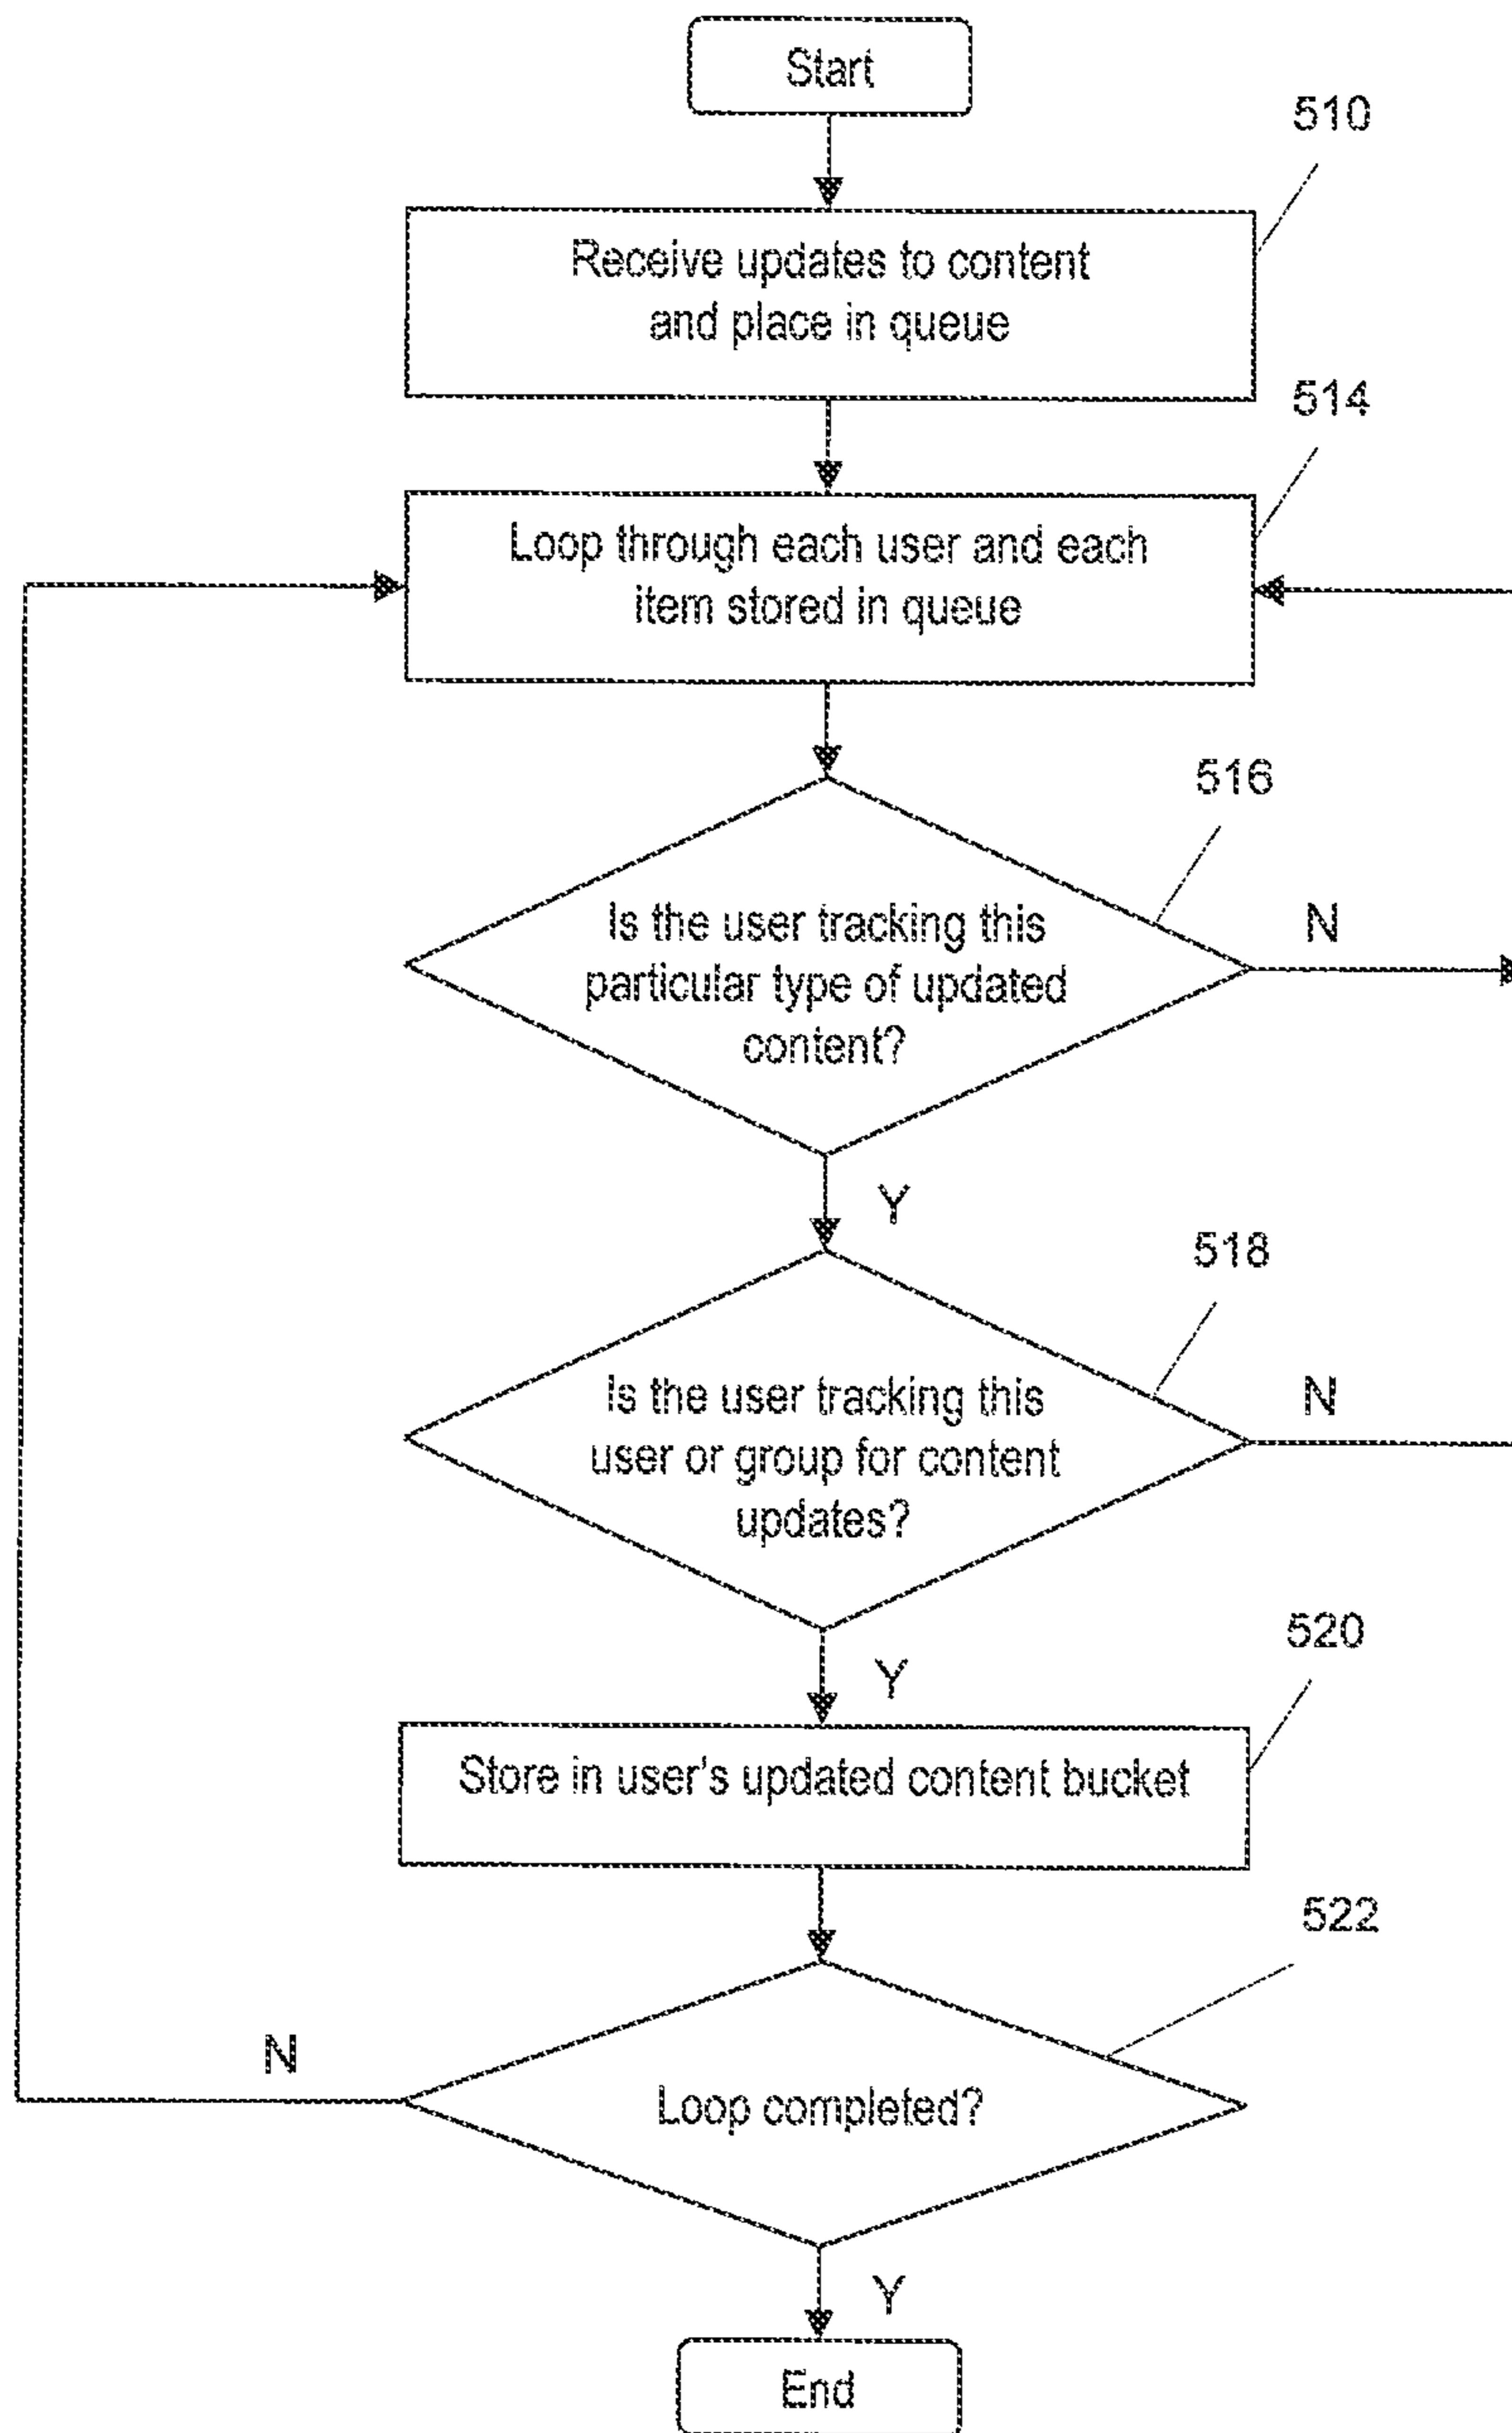 Start
510
Receive updates to content
and place in queue
514
Loop through each user and each
item stored in queue
516
Is the user tracking this
particular type of updated
content?
N
Y
518
Is the user tracking this
user or group for content
updates?
N
Y
520
Store in user's updated content bucket
522
Loop completed?
N
Y
End